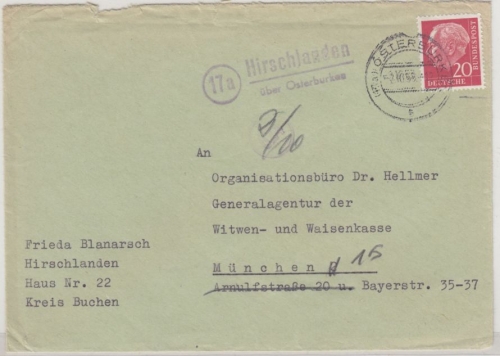 17a
Hirschlanden
über Osterburken
DEUTSCHE
BUNDESPOST
20
An
Organisationsbüro Dr. Hellmer
Generalagentur der
Witwen- und Waisenkasse
München 15
Arnulfstraße 20 u. Bayerstr. 35-37
Frieda Blanarsch
Hirschlanden
Haus Nr. 22
Kreis Buchen